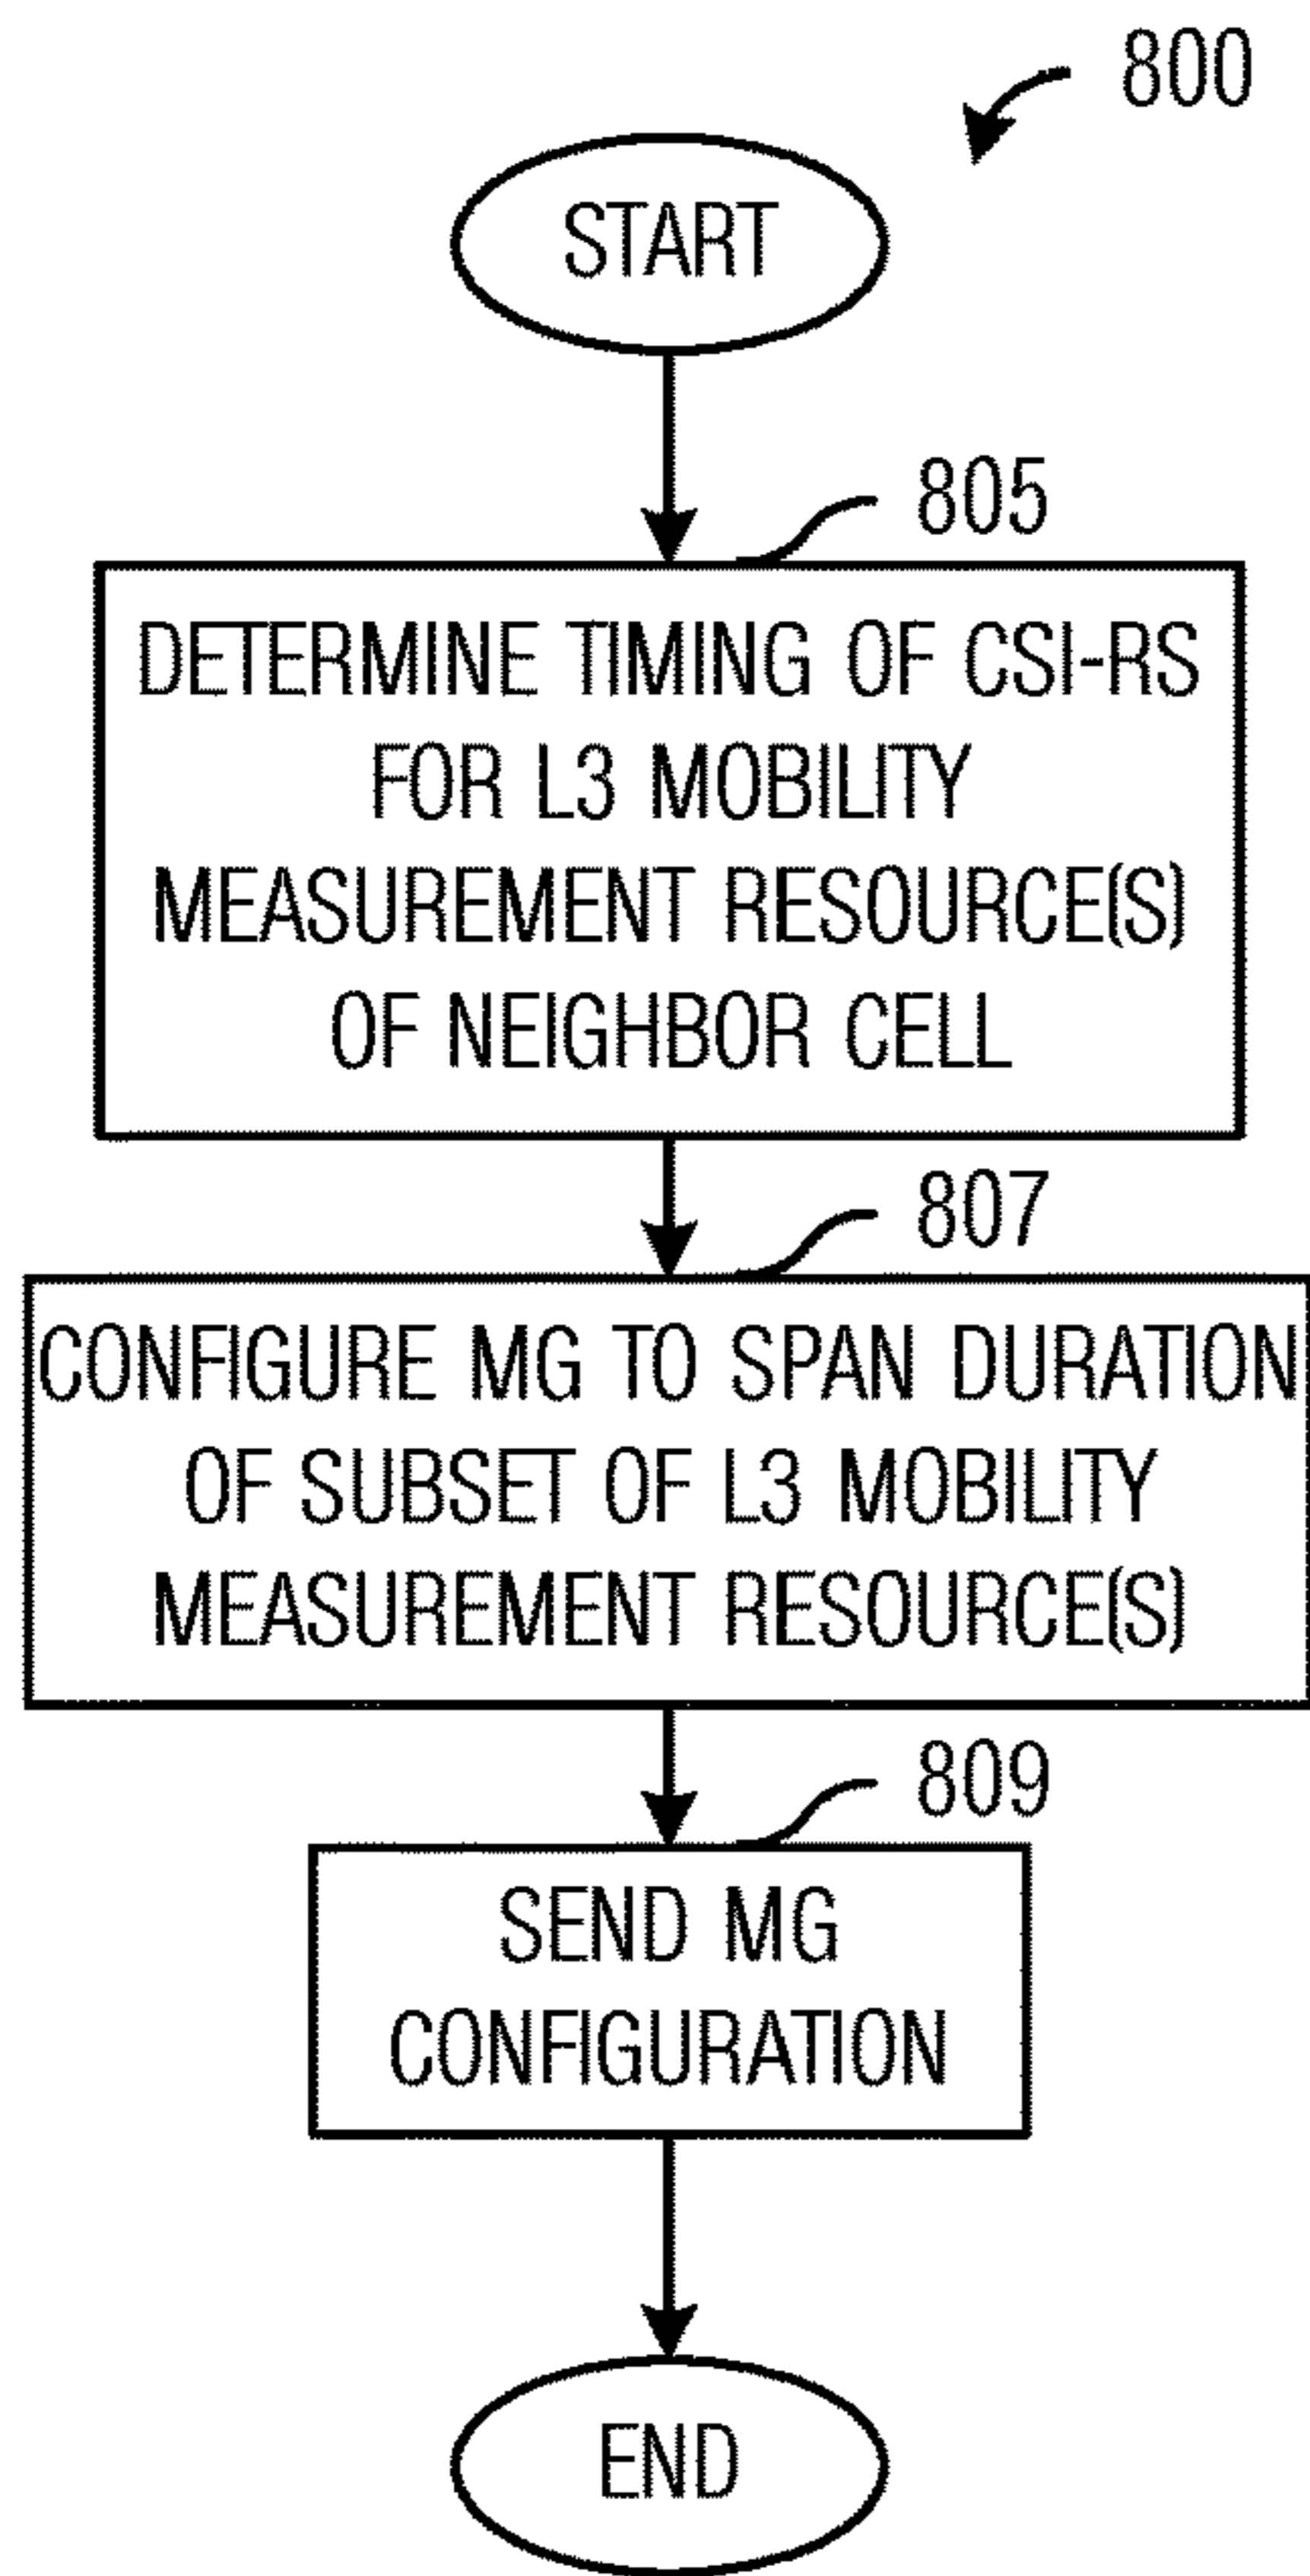 800
START
805
DETERMINE TIMING OF CSI-RS
FOR L3 MOBILITY
MEASUREMENT RESOURCE(S)
OF NEIGHBOR CELL
807
CONFIGURE MG TO SPAN DURATION
OF SUBSET OF L3 MOBILITY
MEASUREMENT RESOURCE(S)
809
SEND MG
CONFIGURATION
END